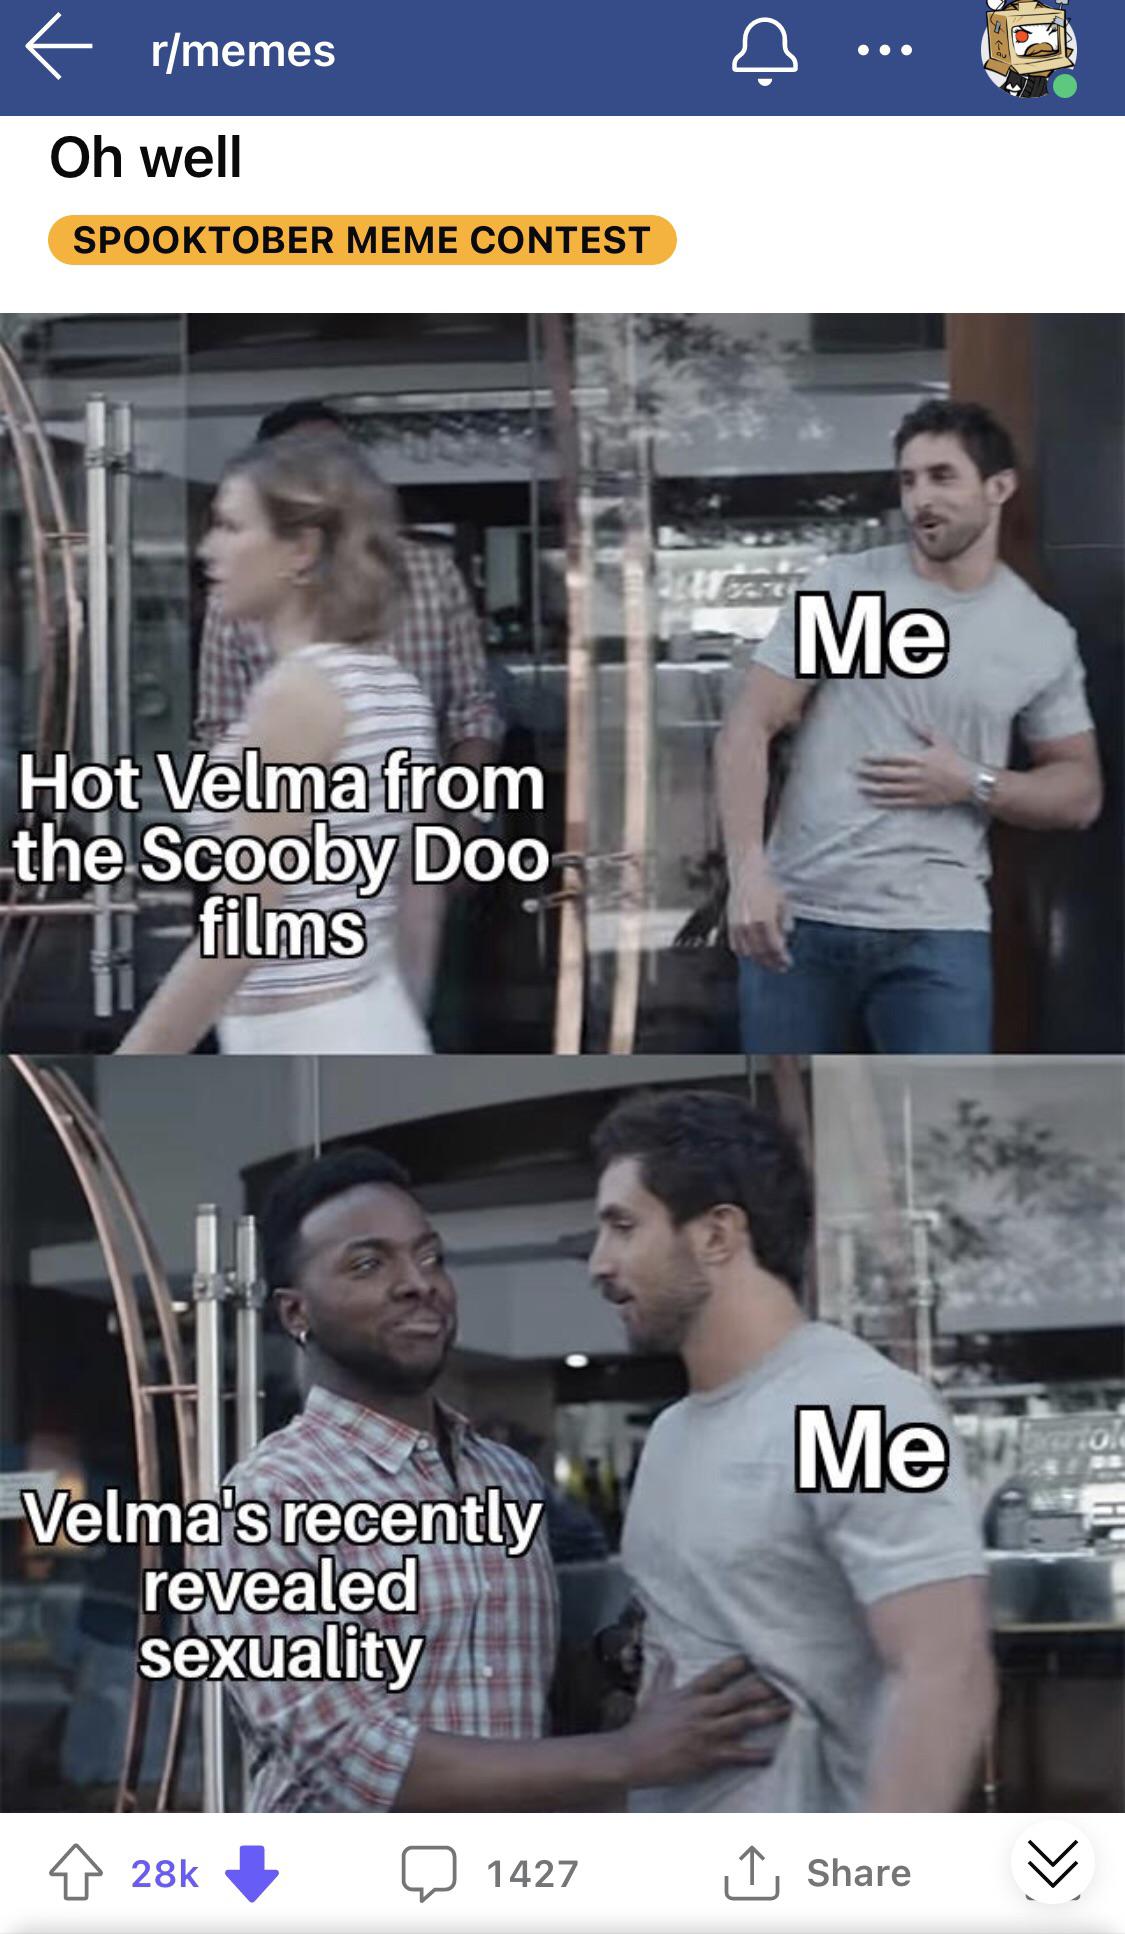 r/memes
Oh well
SPOOKTOBER MEME CONTEST
Me
Hot Velma from
the Scooby Doo
films
Me
Velma's recently
revealed
sexuality
28k
1427
Share